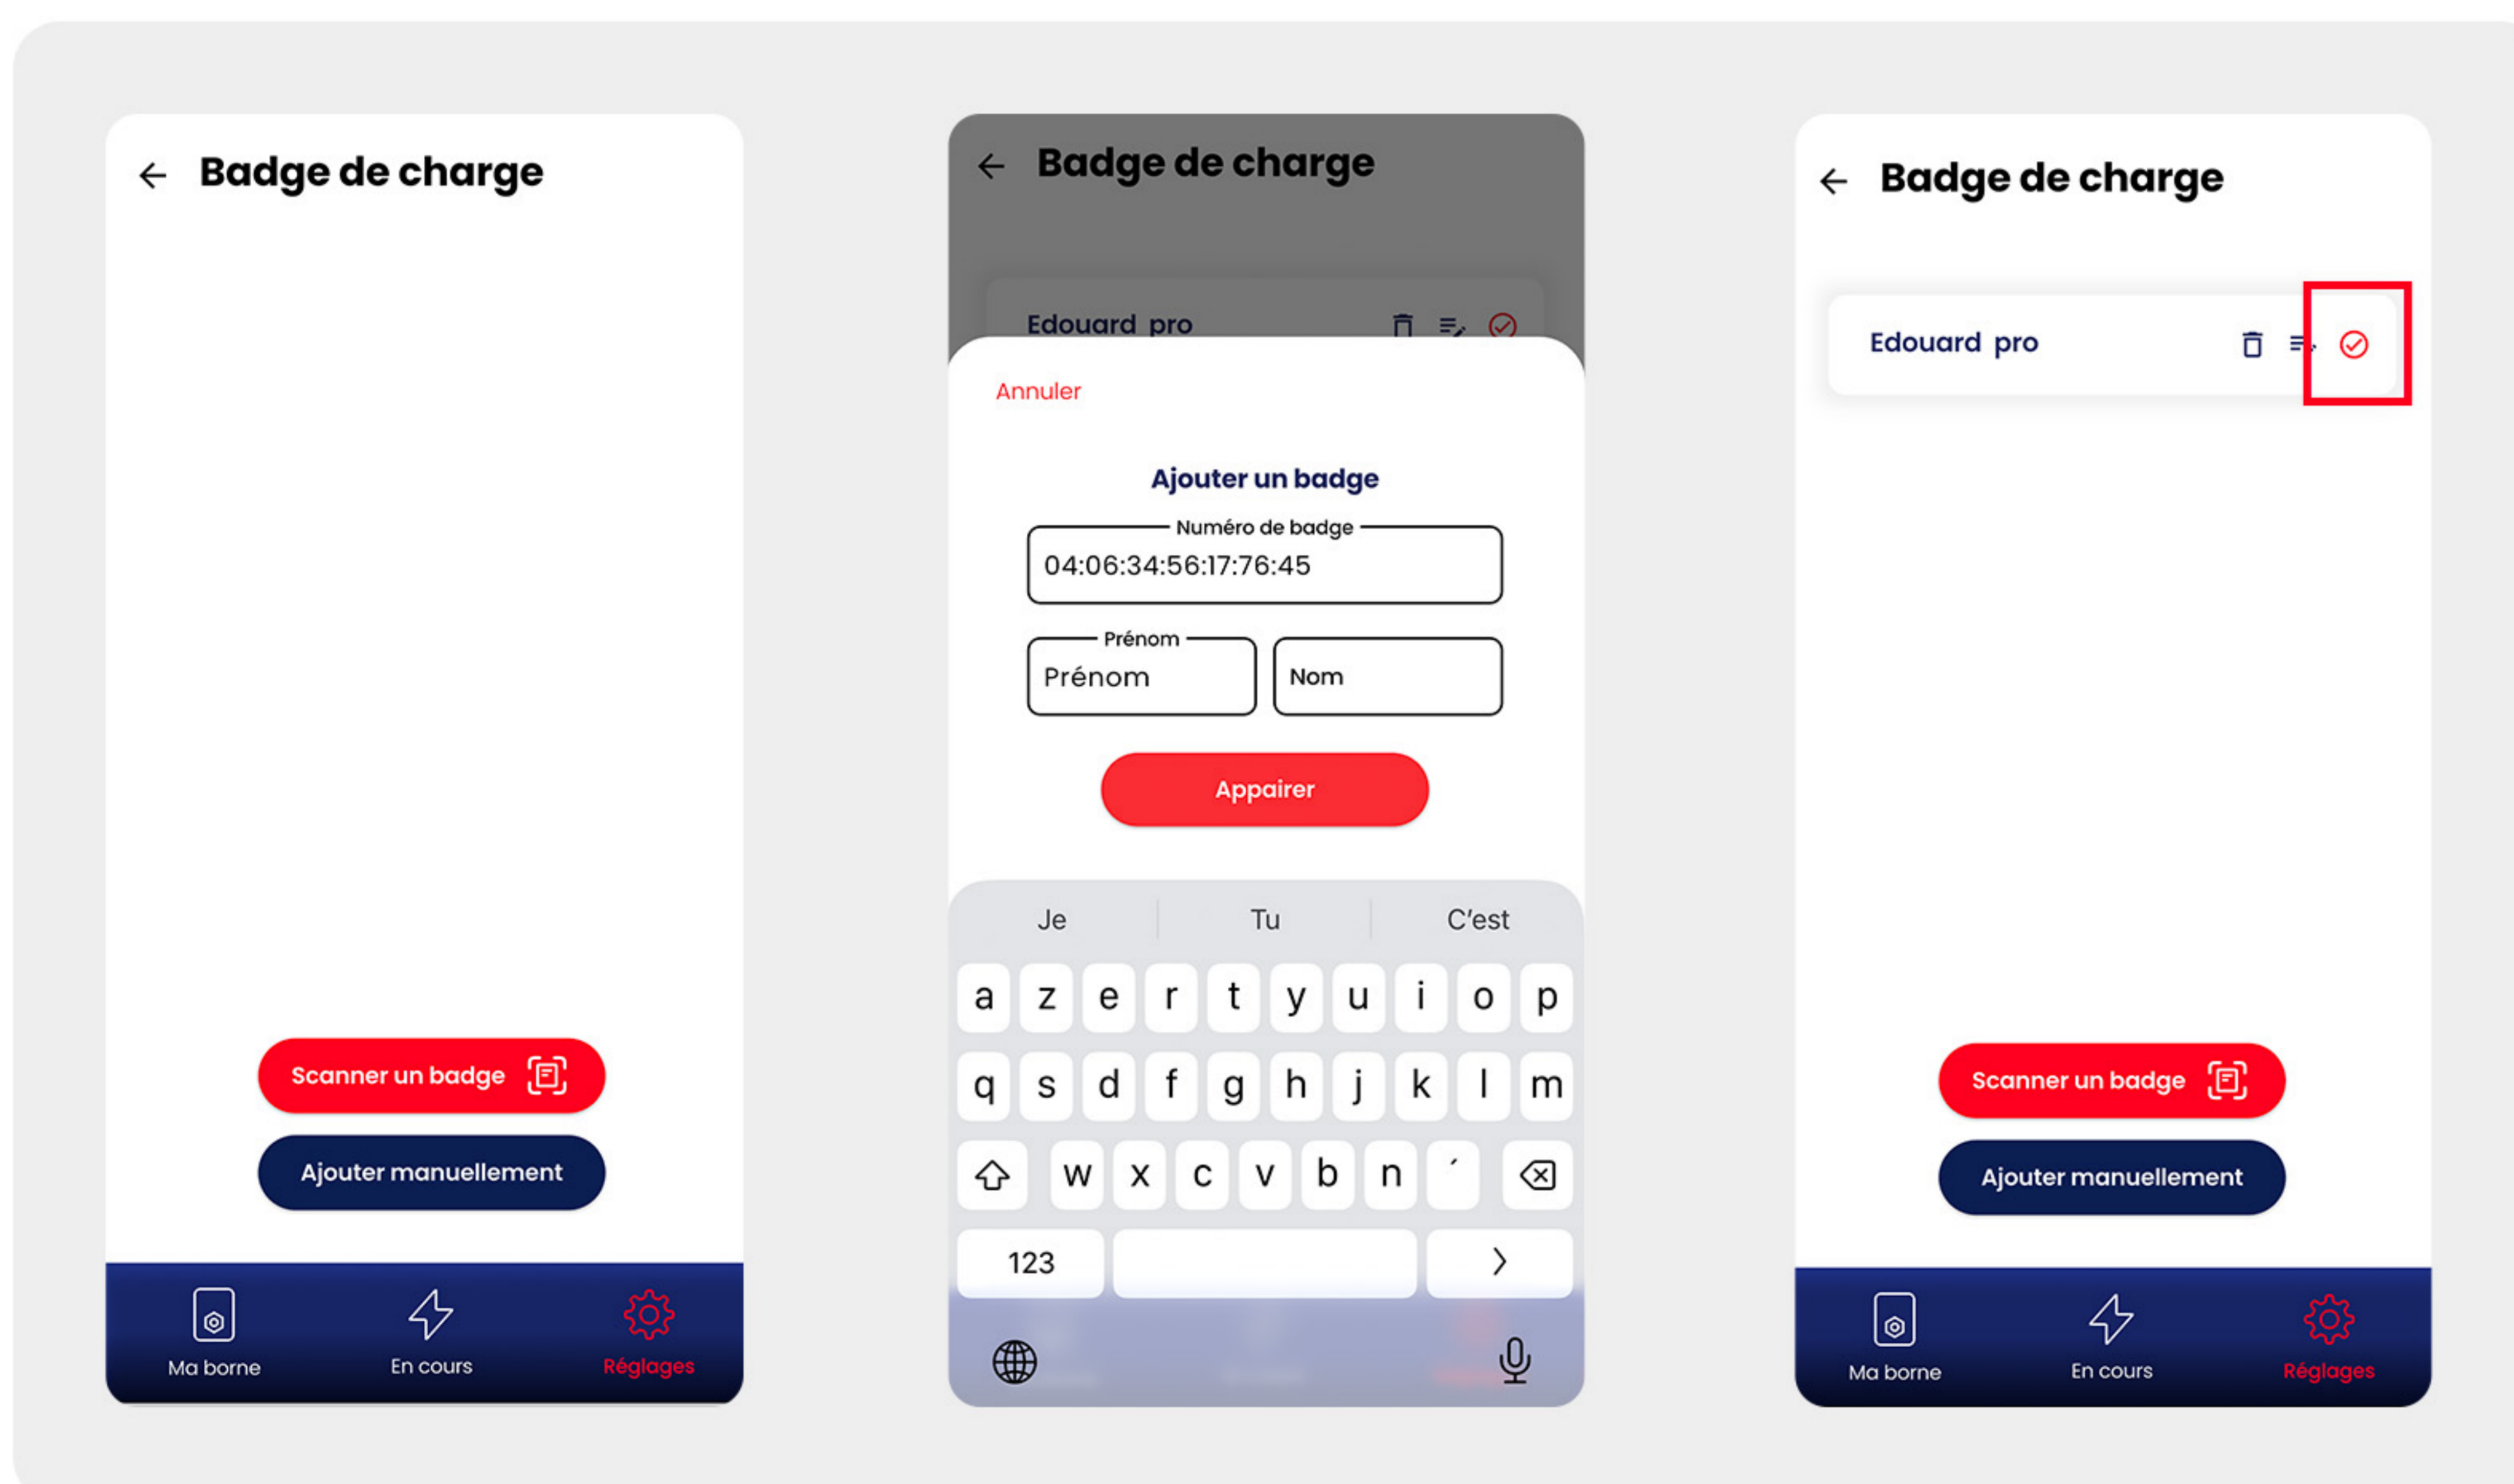 Badge de charge
Scanner un badge
Ajouter manuellement
Ma borne
En cours
Réglages
Badge de charge
Edouard pro
Annuler
Ajouter un badge
Numéro de badge
04:06:34:56:17:76:45
Prénom
Prénom
Nom
Appairer
Je Tu C'est
a z e r t y u i o p
q s d f g h j k l m
w x c v b n ´
123
Badge de charge
Edouard pro
Scanner un badge
Ajouter manuellement
Ma borne
En cours
Réglages